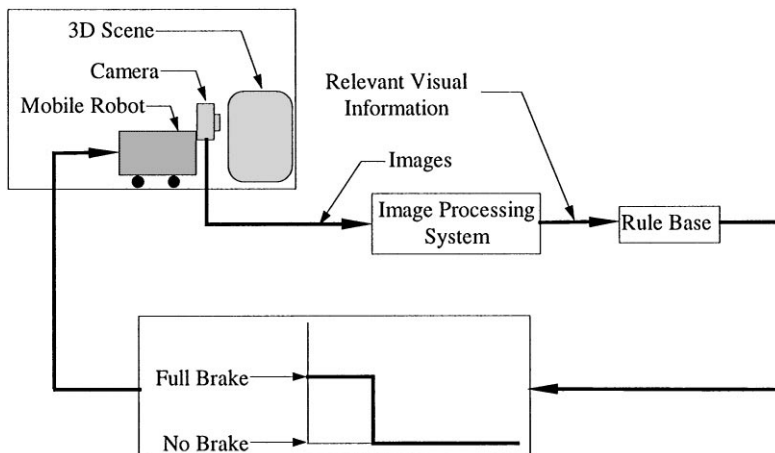 3D Scene
Camera
Mobile Robot
Relevant Visual
Information
Images
Image Processing
System
Rule Base
Full Brake
No Brake